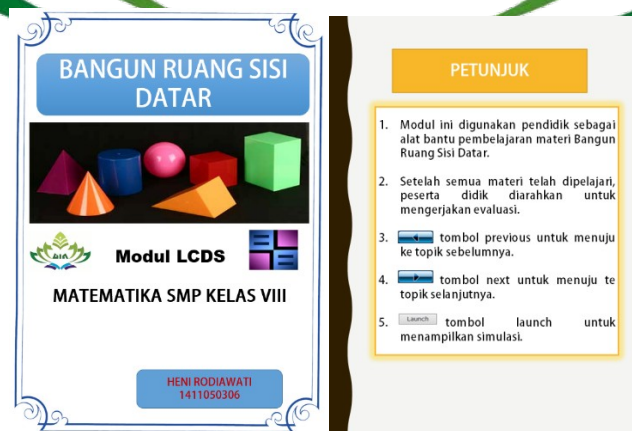 BANGUN RUANG SISI
DATAR
Modul LCDS
MATEMATIKA SMP KELAS VIII
HENI RODIAWATI
1411050306
PETUNJUK
1. Modul ini digunakan pendidik sebagai
alat bantu pembelajaran materi Bangun
Ruang Sisi Datar.
2. Setelah semua materi telah dipelajari,
peserta didik diarahkan untuk
mengerjakan evaluasi.
3. tombol previous untuk menuju
ke topik sebelumnya.
4. tombol next untuk menuju te
topik selanjutnya.
5. Launch tombol launch untuk
menampilkan simulasi.